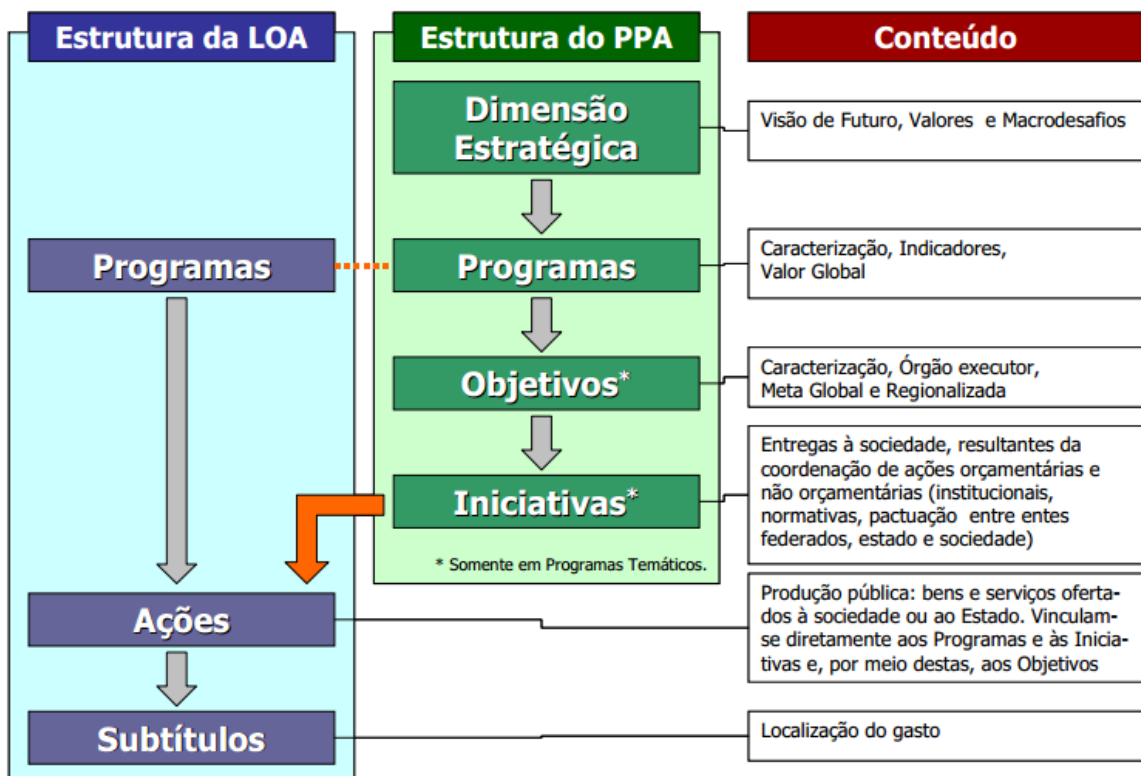 Estrutura da LOA
Estrutura do PPA
Conteúdo
Dimensão
Estratégica
Visão de Futuro, Valores e Macrodesafios
Programas
Programas
Caracterização, Indicadores,
Valor Global
Objetivos*
Caracterização, Órgão executor,
Meta Global e Regionalizada
Iniciativas*
Entregas à sociedade, resultantes da
coordenação de ações orçamentárias e
não orçamentárias (institucionais,
normativas, pactuação entre entes
federados, estado e sociedade)
* Somente em Programas Temáticos.
Ações
Produção pública: bens e serviços oferta-
dos à sociedade ou ao Estado. Vinculam-
se diretamente aos Programas e às Inicia-
tivas e, por meio destas, aos Objetivos
Subtítulos
Localização do gasto